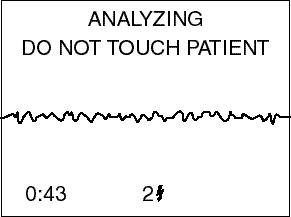 ANALYZING
DO NOT TOUCH PATIENT
0:43 2